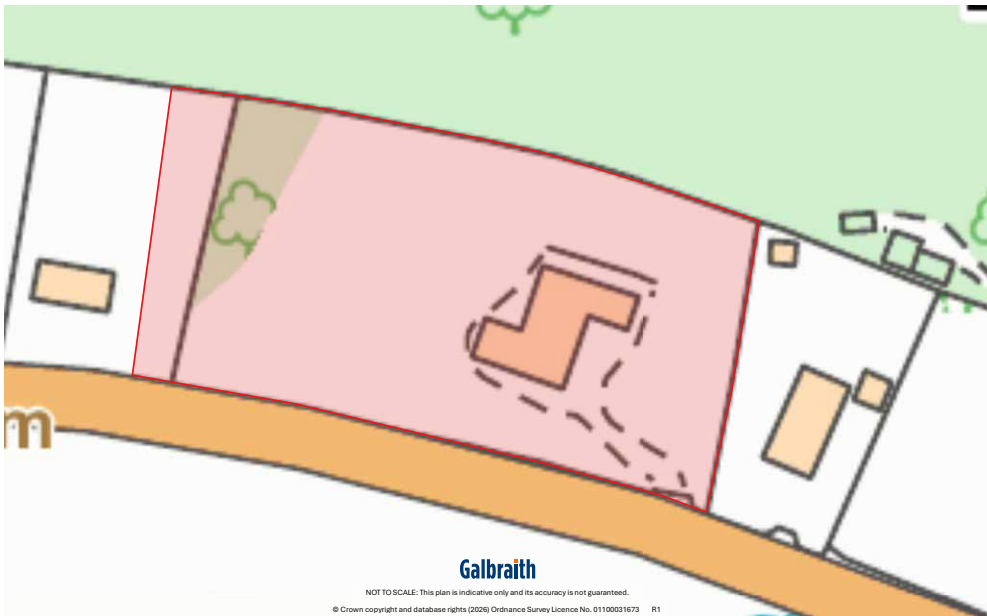 m
Galbraith
NOT TO SCALE: This plan is indicative only and its accuracy is not guaranteed.
© Crown copyright and database rights (2026) Ordnance Survey Licence No. 01100031673 R1